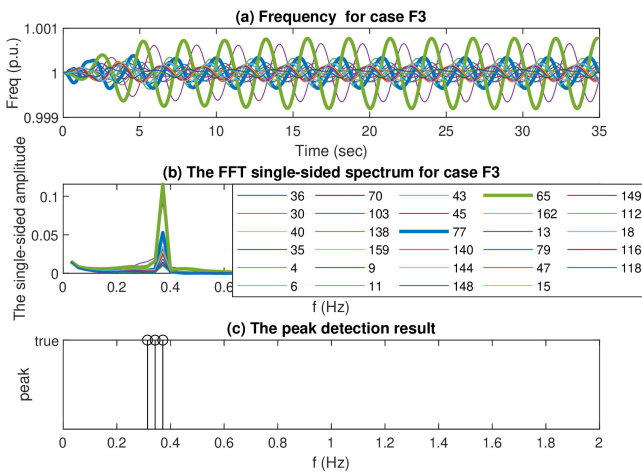 (a) Frequency for case F3
1.001
1
0.999
Freq (p.u.)
0 5 10 15 20 25 30 35
Time (sec)
(b) The FFT single-sided spectrum for case F3
0.1
0.05
0
The single-sided amplitude
0 0.2 0.4 0.6
f (Hz)
36 70 43 65 149
30 103 45 162 112
40 138 77 13 18
35 159 140 79 116
4 9 144 47 118
6 11 148 15
(c) The peak detection result
true
peak
0 0.2 0.4 0.6 0.8 1 1.2 1.4 1.6 1.8 2
f (Hz)